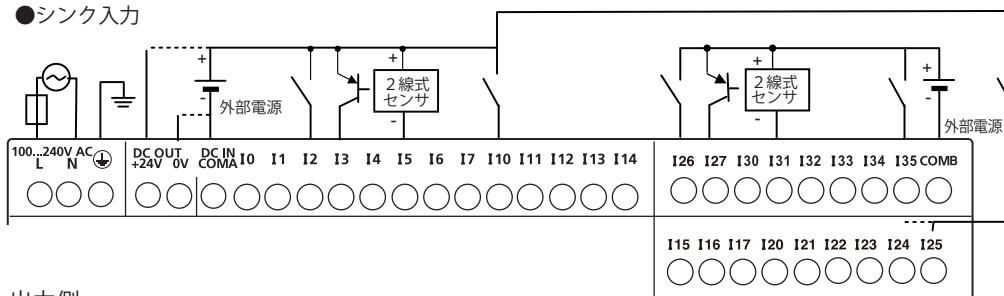 ●シンク入力
+
-
外部電源
+
2線式
センサ
-
+
2線式
センサ
-
+
-
外部電源
100...240V AC
L N
DC OUT
+24V 0V
DC IN
COMA
I0 I1 I2 I3 I4 I5 I6 I7 I10 I11 I12 I13 I14
I26 I27 I30 I31 I32 I33 I34 I35 COMB
I15 I16 I17 I20 I21 I22 I23 I24 I25